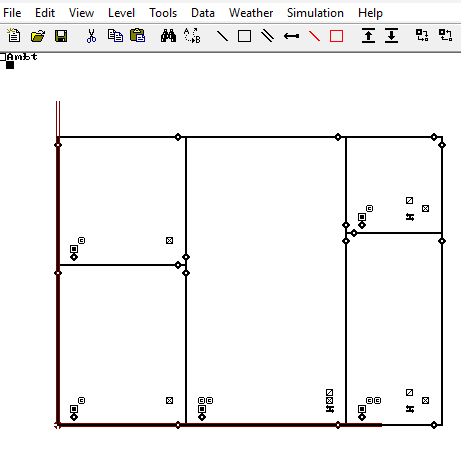 File Edit View Level Tools Data Weather Simulation Help
Ambt